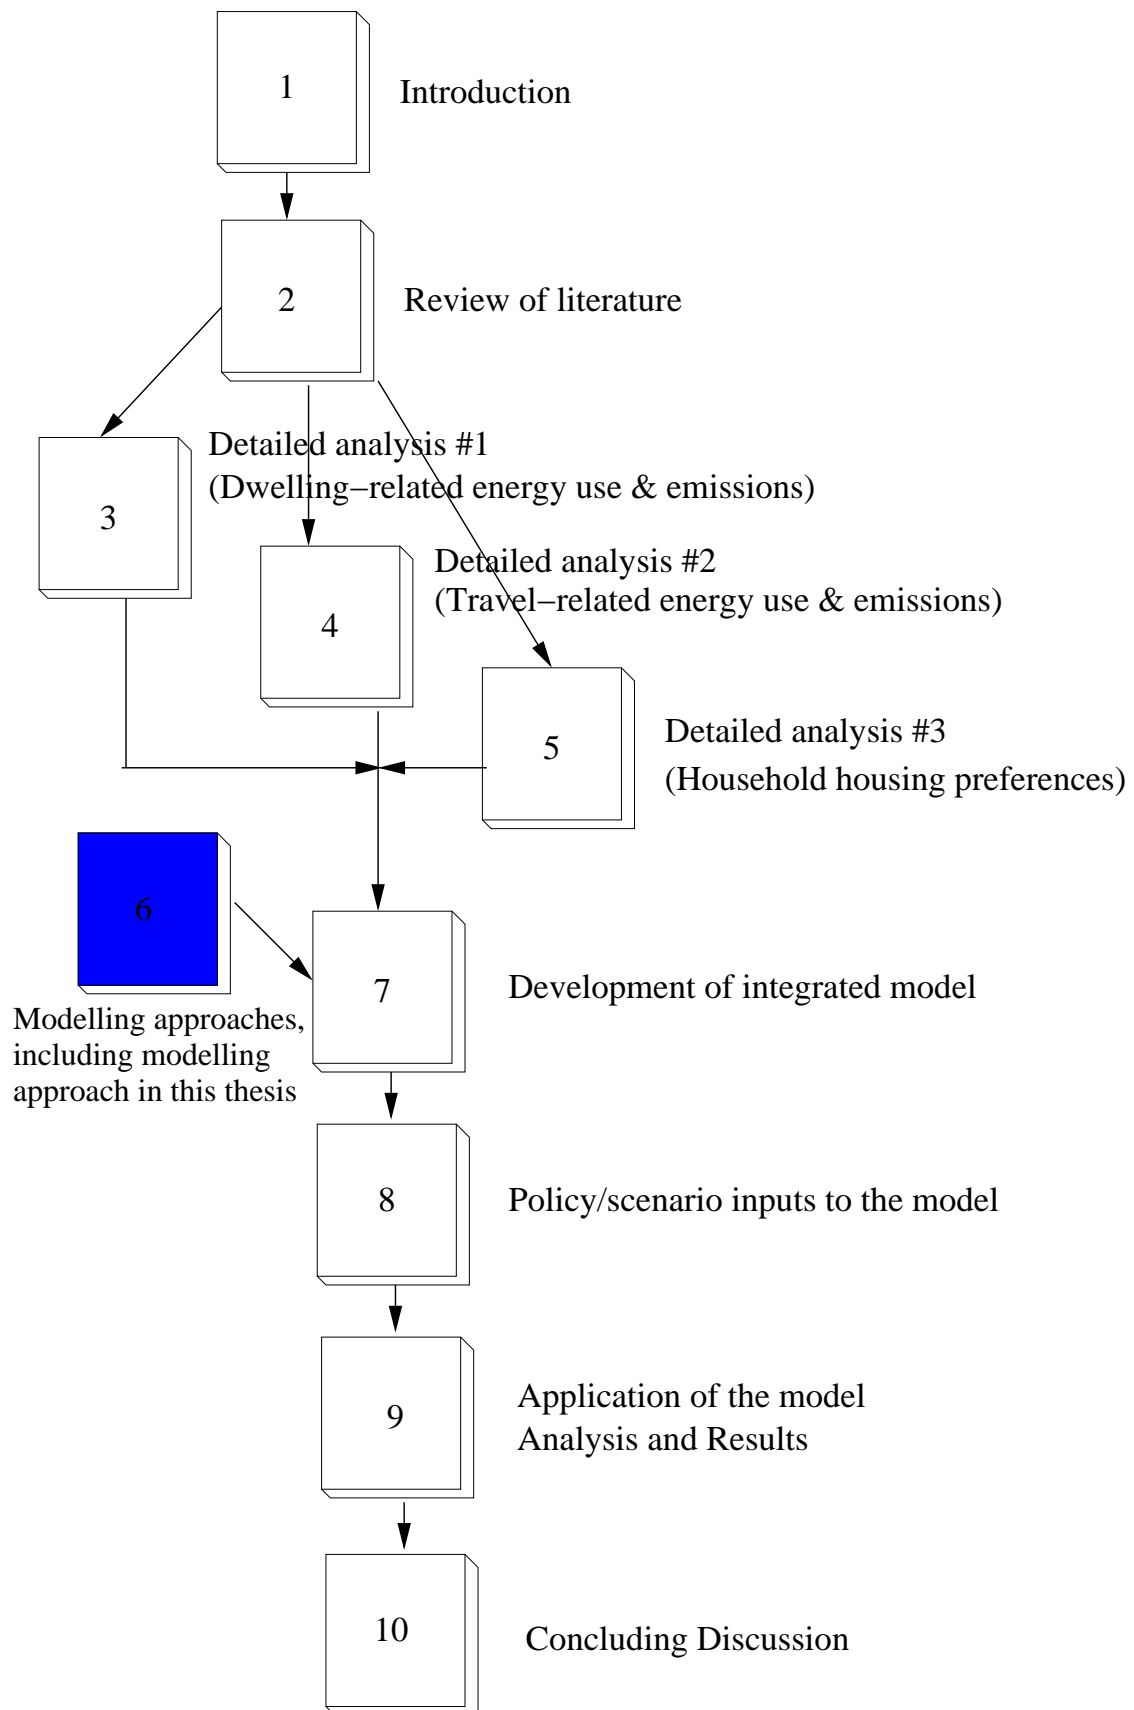 1
Introduction
2
Review of literature
3
Detailed analysis #1
(Dwelling−related energy use & emissions)
4
Detailed analysis #2
(Travel−related energy use & emissions)
5
Detailed analysis #3
(Household housing preferences)
6
Modelling approaches,
including modelling
approach in this thesis
7
Development of integrated model
8
Policy/scenario inputs to the model
9
Application of the model
Analysis and Results
10
Concluding Discussion